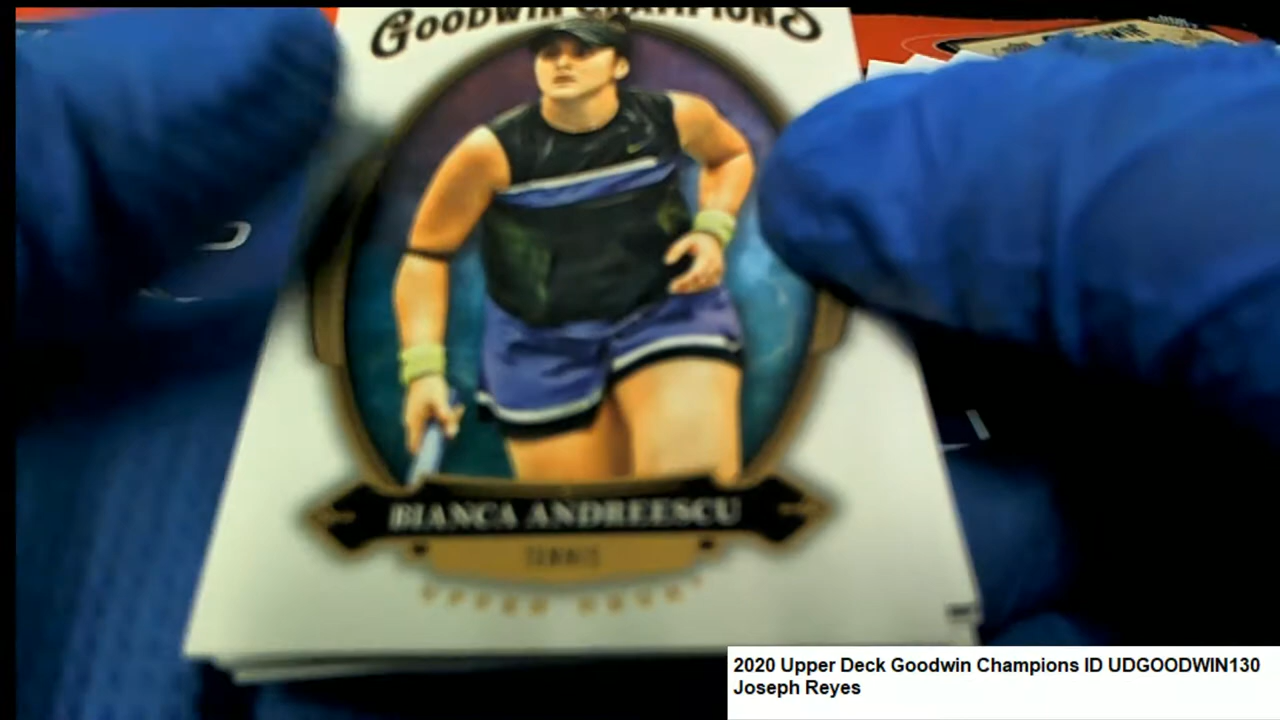 GOODWIN CHAMPIONS
BIANCA ANDREESCU
TENNIS
UPPER DECK
2020 Upper Deck Goodwin Champions ID UDGOODWIN130
Joseph Reyes